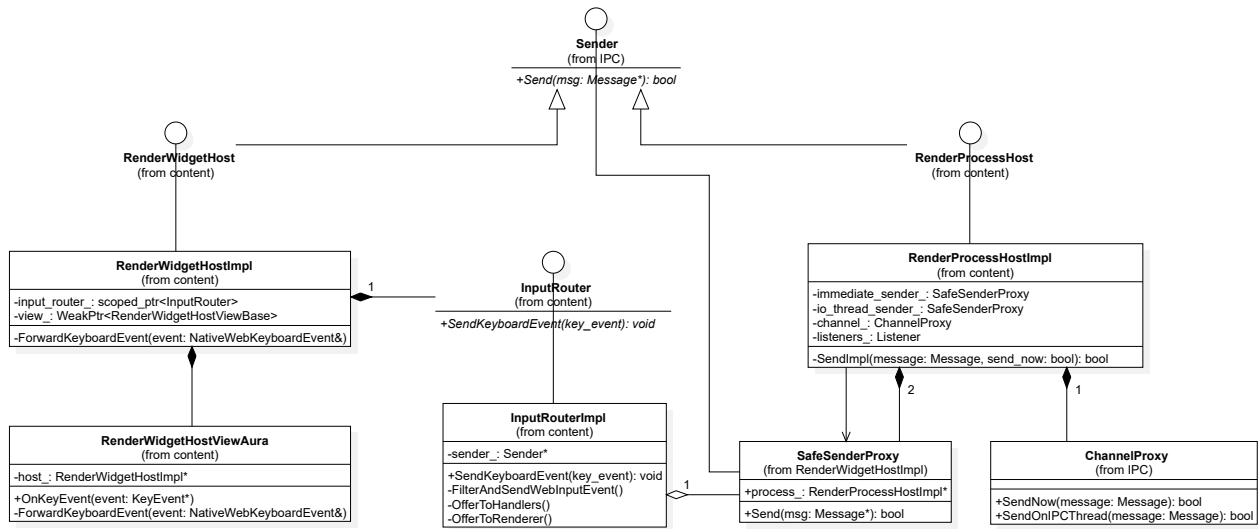 Sender
(from IPC)
+Send(msg: Message*): bool
RenderWidgetHost
(from content)
RenderProcessHost
(from content)
RenderWidgetHostImpl
(from content)
-input_router_: scoped_ptr<InputRouter>
-view_: WeakPtr<RenderWidgetHostViewBase>
-ForwardKeyboardEvent(event: NativeWebKeyboardEvent&)
1
InputRouter
(from content)
+SendKeyboardEvent(key_event): void
RenderProcessHostImpl
(from content)
-immediate_sender_: SafeSenderProxy
-io_thread_sender_: SafeSenderProxy
-channel_: ChannelProxy
-listeners_: Listener
-SendImpl(message: Message, send_now: bool): bool
2
1
RenderWidgetHostViewAura
(from content)
-host_: RenderWidgetHostImpl*
+OnKeyEvent(event: KeyEvent*)
-ForwardKeyboardEvent(event: NativeWebKeyboardEvent&)
InputRouterImpl
(from content)
-sender_: Sender*
+SendKeyboardEvent(key_event): void
-FilterAndSendWebInputEvent()
-OfferToHandlers()
-OfferToRenderer()
1
SafeSenderProxy
(from RenderWidgetHostImpl)
+process_: RenderProcessHostImpl*
+Send(msg: Message*): bool
ChannelProxy
(from IPC)
+SendNow(message: Message): bool
+SendOnIPCThread(message: Message): bool